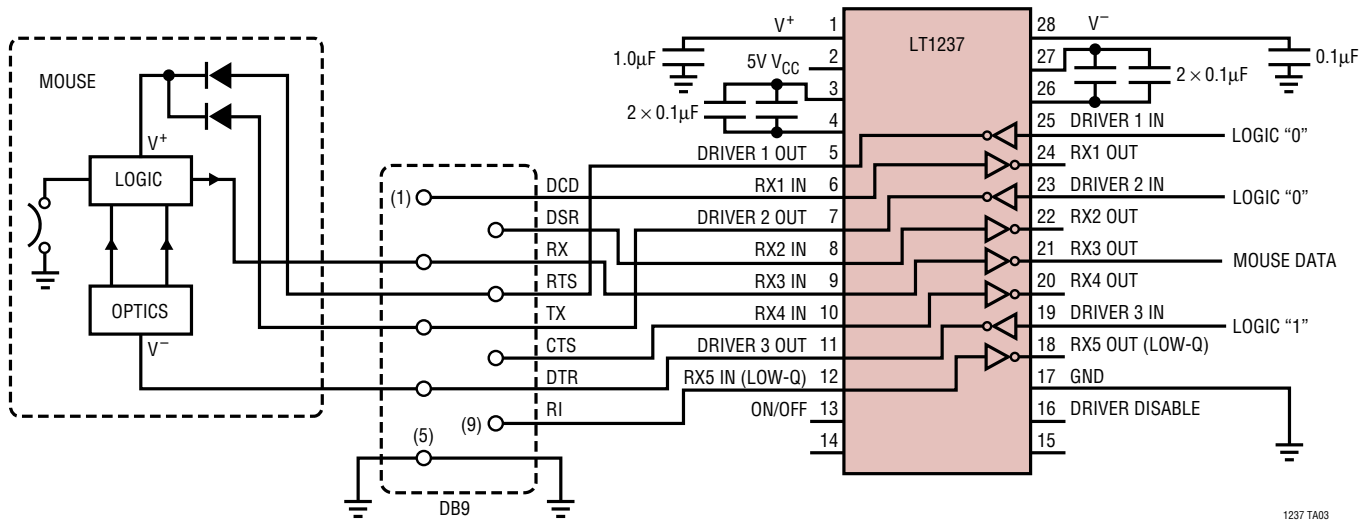 MOUSE
V+
LOGIC
OPTICS
V−
(1)
DCD
DSR
RX
RTS
TX
CTS
DTR
RI
(9)
(5)
DB9
V+
1.0µF
5V VCC
2 × 0.1µF
DRIVER 1 OUT
RX1 IN
DRIVER 2 OUT
RX2 IN
RX3 IN
RX4 IN
DRIVER 3 OUT
RX5 IN (LOW-Q)
ON/OFF
1
2
3
4
5
6
7
8
9
10
11
12
13
14
LT1237
28
27
26
25
24
23
22
21
20
19
18
17
16
15
V−
0.1µF
2 × 0.1µF
DRIVER 1 IN
RX1 OUT
DRIVER 2 IN
RX2 OUT
RX3 OUT
RX4 OUT
DRIVER 3 IN
RX5 OUT (LOW-Q)
GND
DRIVER DISABLE
LOGIC “0”
LOGIC “0”
MOUSE DATA
LOGIC “1”
1237 TA03